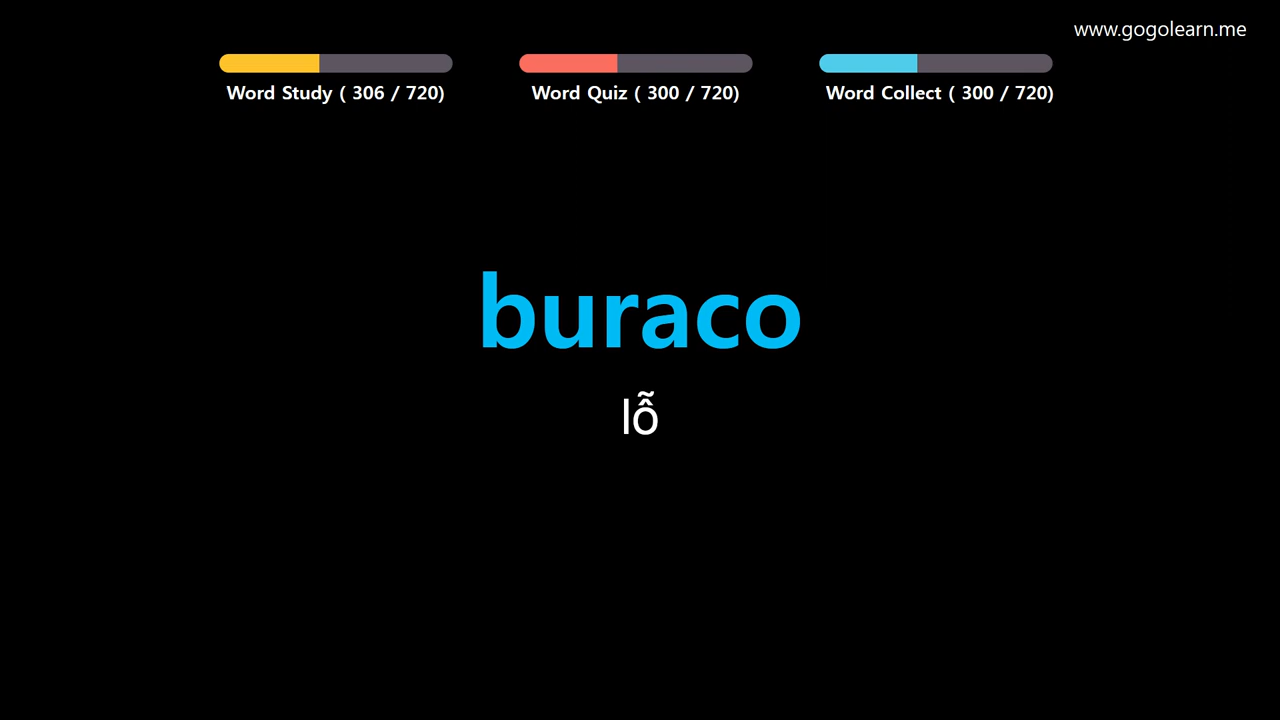 www.gogolearn.me
Word Study ( 306 / 720)
Word Quiz ( 300 / 720)
Word Collect ( 300 / 720)
buraco
lỗ